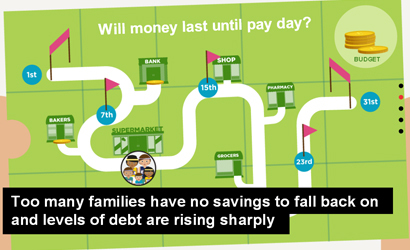 Will money last until pay day?
BUDGET
1st
BANK
SHOP
7th
15th
PHARMACY
31st
BAKERS
SUPERMARKET
GROCERS
23rd
Too many families have no savings to fall back on
and levels of debt are rising sharply